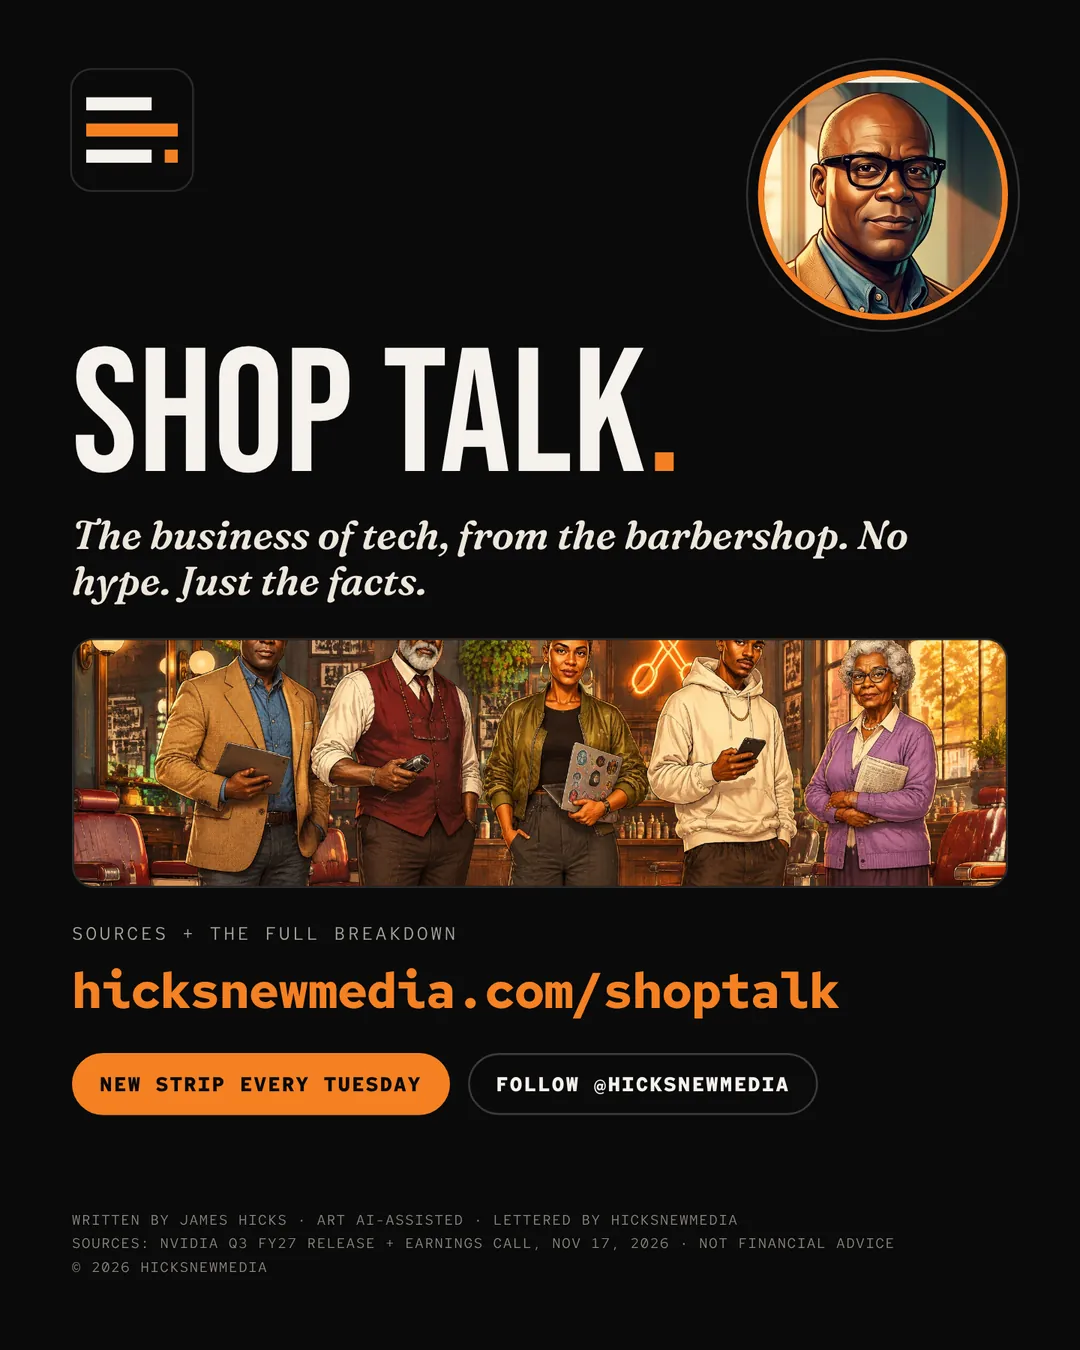 SHOP TALK.
The business of tech, from the barbershop. No
hype. Just the facts.
SOURCES + THE FULL BREAKDOWN
hicksnewmedia.com/shoptalk
NEW STRIP EVERY TUESDAY
FOLLOW @HICKSNEWMEDIA
WRITTEN BY JAMES HICKS · ART AI-ASSISTED · LETTERED BY HICKSNEWMEDIA
SOURCES: NVIDIA Q3 FY27 RELEASE + EARNINGS CALL, NOV 17, 2026 · NOT FINANCIAL ADVICE
© 2026 HICKSNEWMEDIA